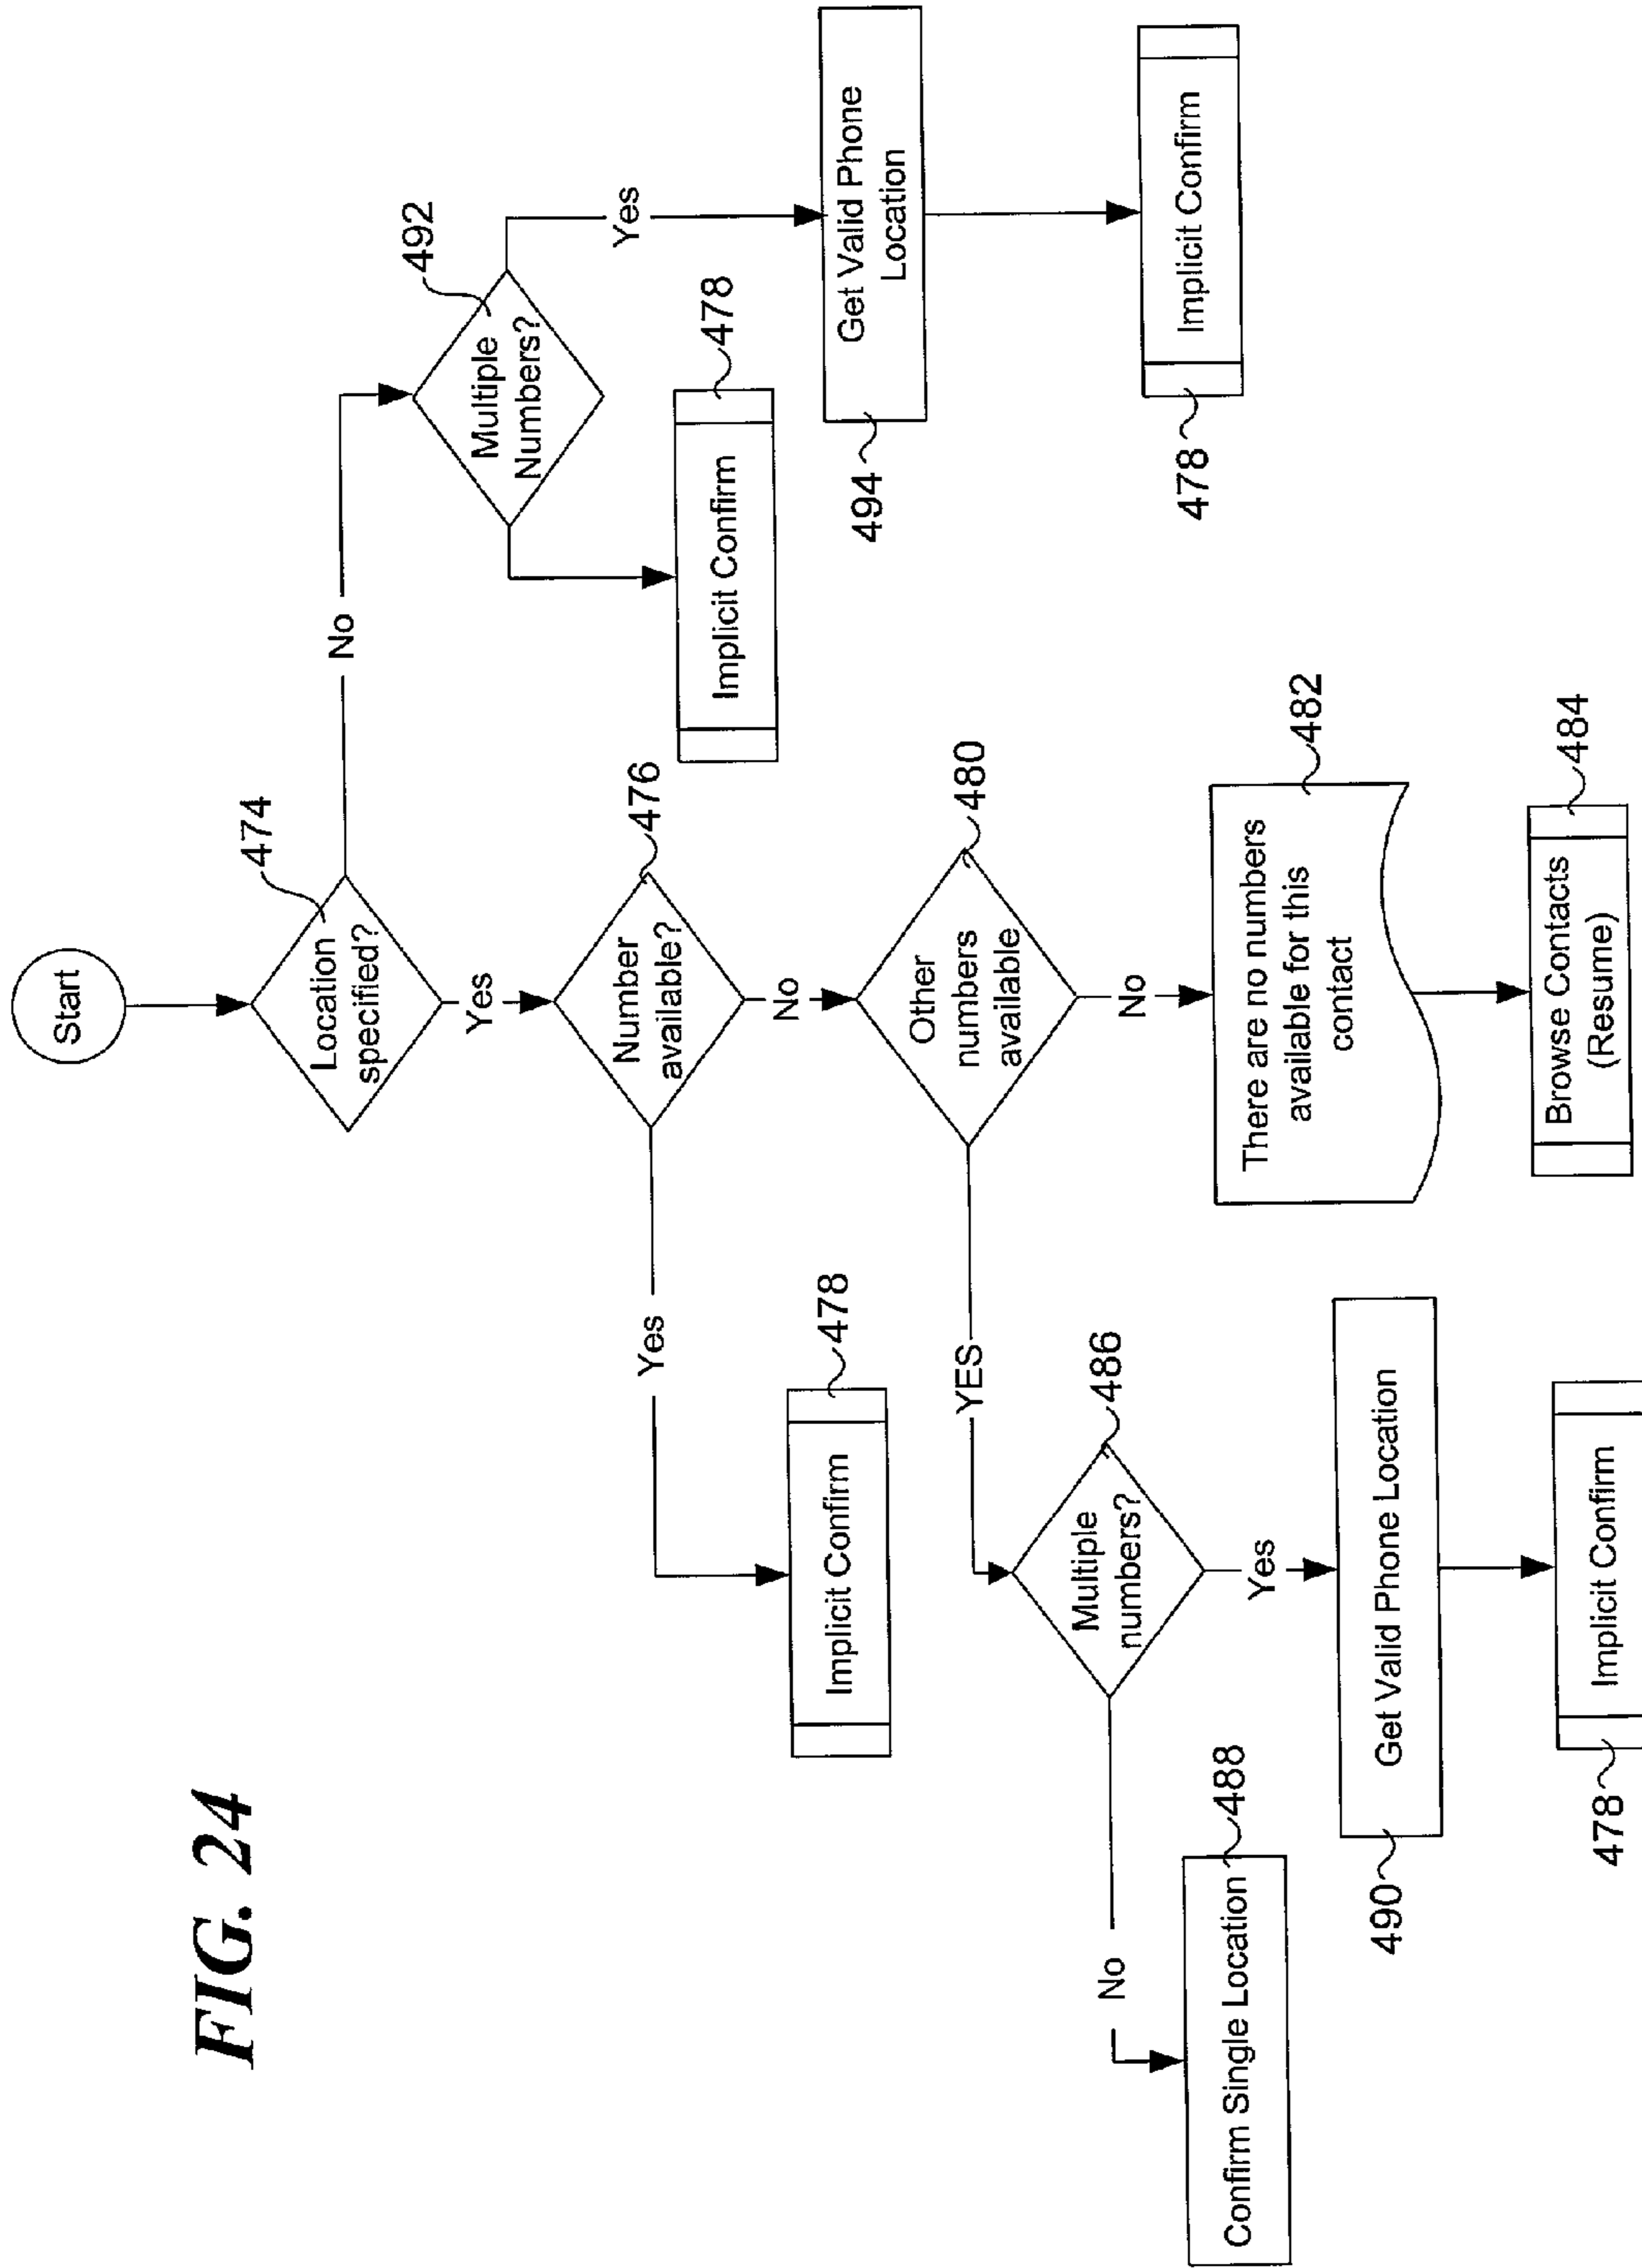 FIG. 24
Start
474
Location
specified?
No
492
Multiple
Numbers?
Yes
Yes
476
Number
available?
478
Implicit Confirm
494
Get Valid Phone
Location
Yes
No
478
Implicit Confirm
480
Other
numbers
available
478
Implicit Confirm
YES
No
486
Multiple
numbers?
482
There are no numbers
available for this
contact
No
Yes
488
Confirm Single Location
490
Get Valid Phone Location
484
Browse Contacts
(Resume)
478
Implicit Confirm